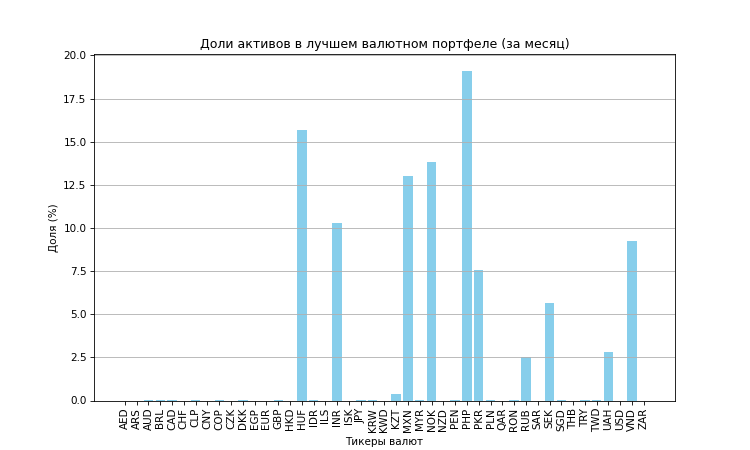 Доли активов в лучшем валютном портфеле (за месяц)
20.0
17.5
15.0
12.5
10.0
7.5
5.0
2.5
0.0
Доля (%)
AED ARS AUD BRL CAD CHF CLP CNY COP CZK DKK EGP EUR GBP HKD HUF IDR ILS INR ISK JPY KRW KWD KZT MXN MYR NOK NZD PEN PHP PKR PLN QAR RON RUB SAR SEK SGD THB TRY TWD UAH USD VND ZAR
Тикеры валют